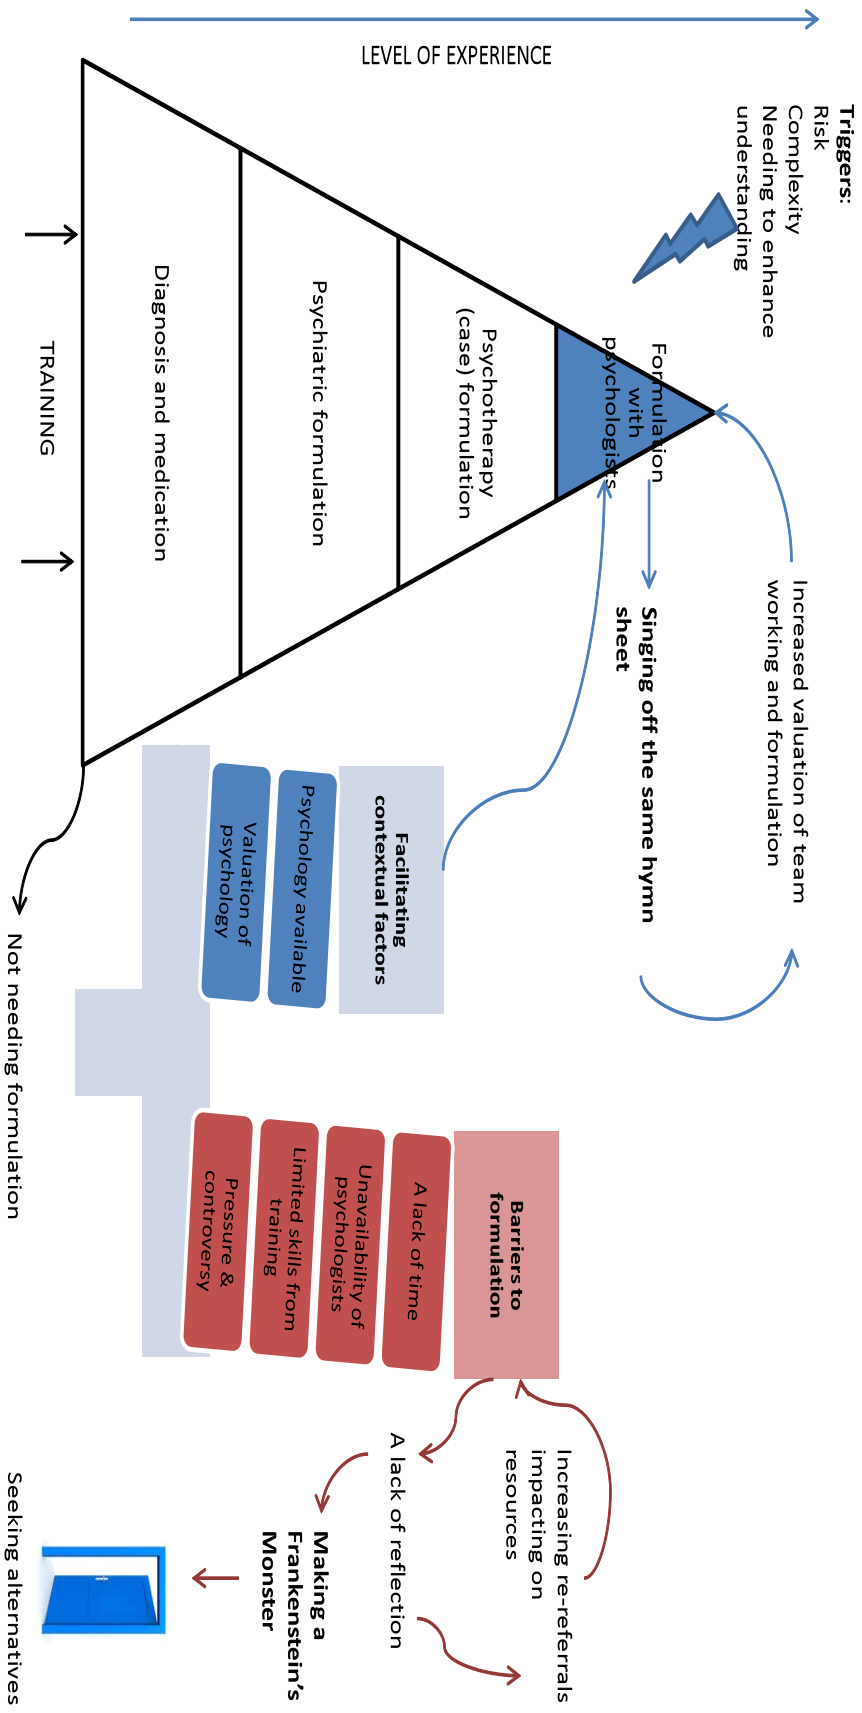 LEVEL OF EXPERIENCE
Triggers:
Risk
Complexity
Needing to enhance
understanding
Formulation
with
psychologists
Psychotherapy
(case) formulation
Psychiatric formulation
Diagnosis and medication
TRAINING
Increased valuation of team
working and formulation
Singing off the same hymn
sheet
Facilitating
contextual factors
Psychology available
Valuation of
psychology
Not needing formulation
Barriers to
formulation
A lack of time
Unavailability of
psychologists
Limited skills from
training
Pressure &
controversy
Increasing re-referrals
impacting on
resources
A lack of reflection
Making a
Frankenstein’s
Monster
Seeking alternatives